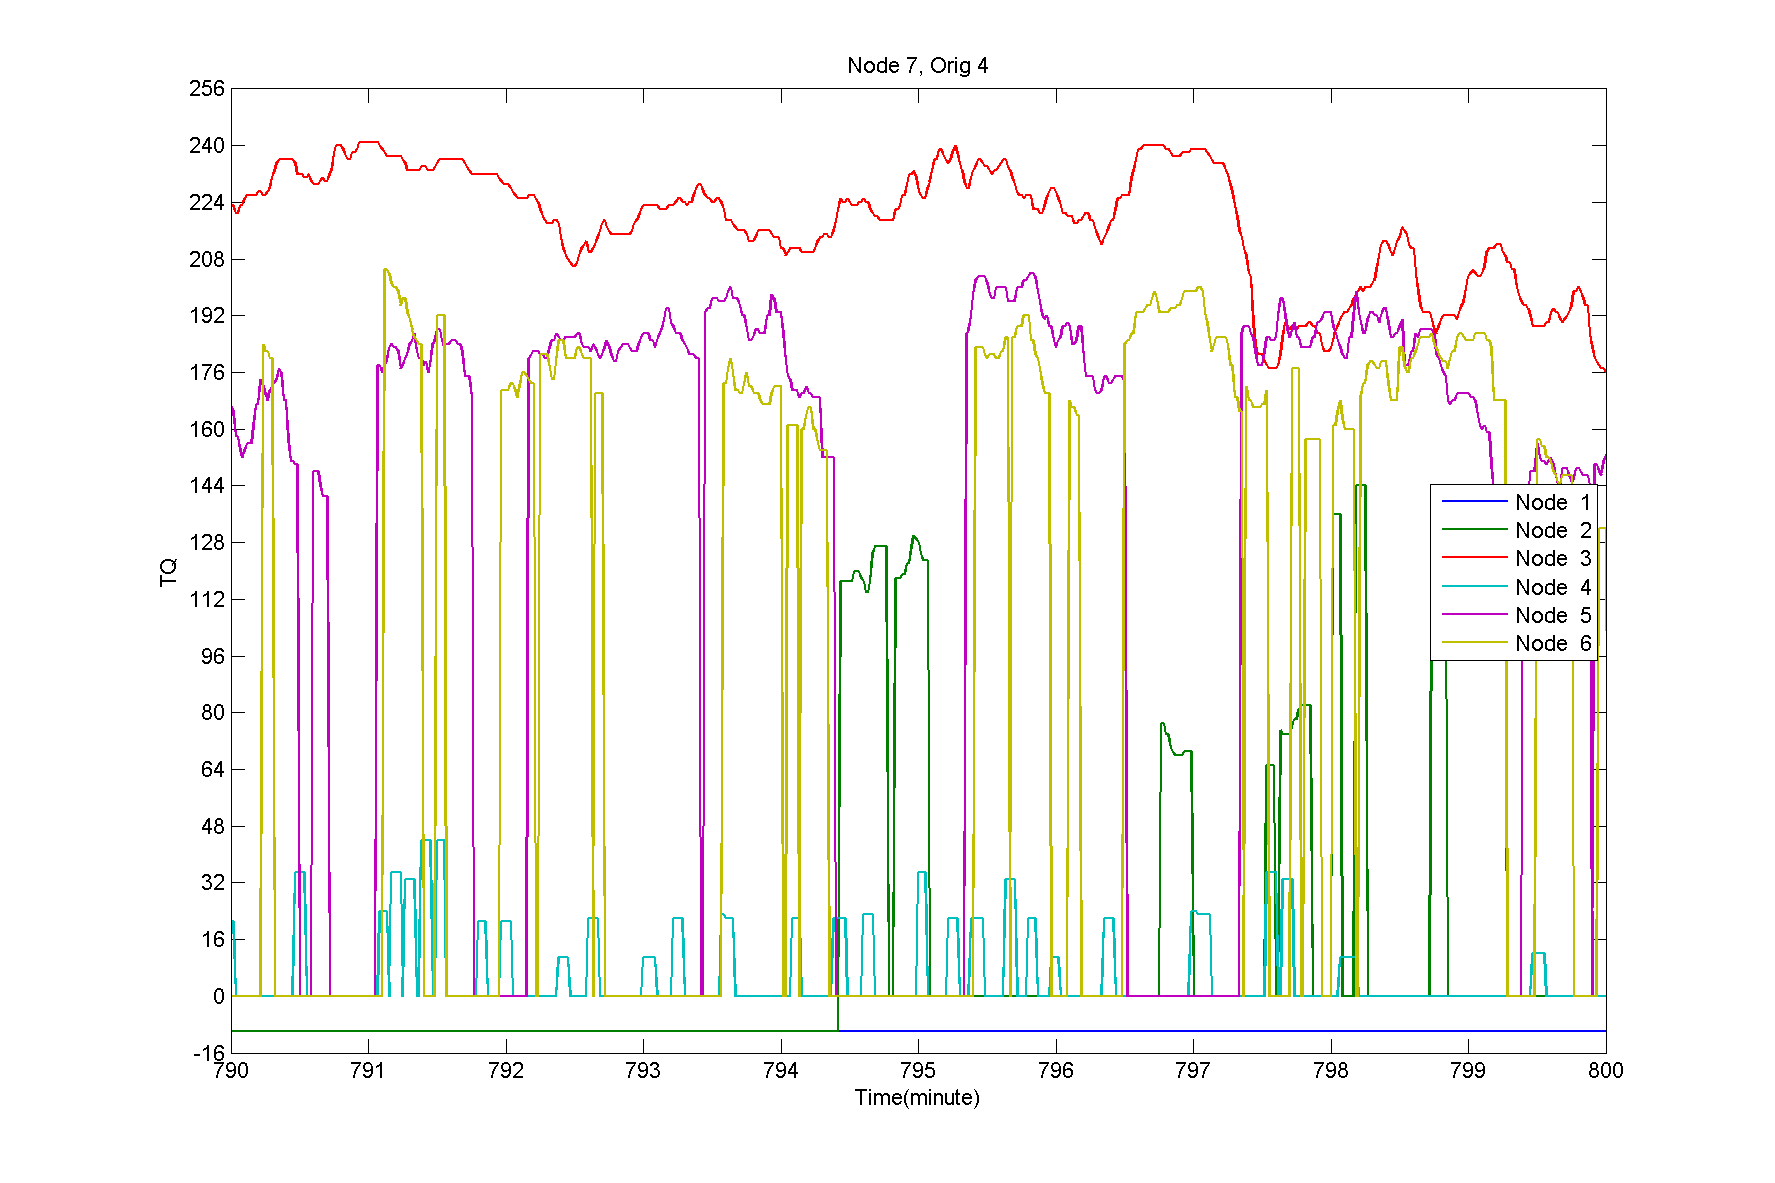 Node 7, Orig 4
256
240
224
208
192
176
160
144
128
112
96
80
64
48
32
16
0
-16
TQ
Node 1
Node 2
Node 3
Node 4
Node 5
Node 6
790 791 792 793 794 795 796 797 798 799 800
Time(minute)